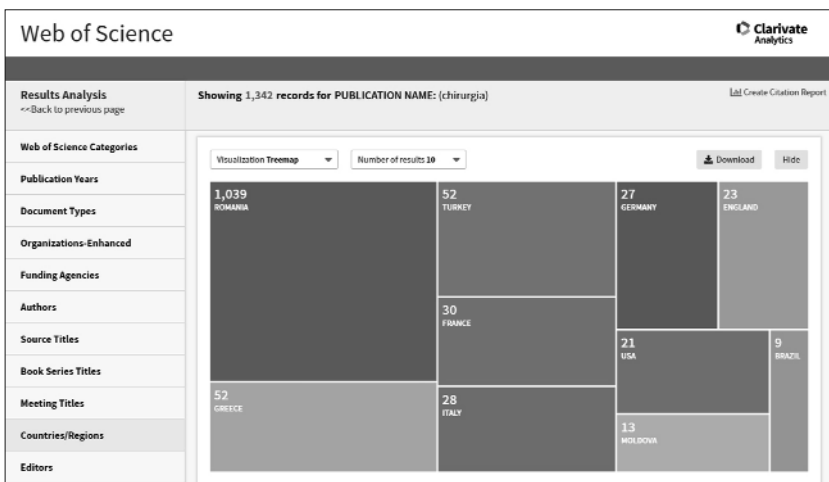 Web of Science
Clarivate
Analytics
Results Analysis
<<Back to previous page
Showing 1,342 records for PUBLICATION NAME: (chirurgia)
Create Citation Report
Web of Science Categories
Publication Years
Document Types
Organizations-Enhanced
Funding Agencies
Authors
Source Titles
Book Series Titles
Meeting Titles
Countries/Regions
Editors
Visualization Treemap
Number of results 10
Download
Hide
1,039
ROMANIA
52
TURKEY
27
GERMANY
23
ENGLAND
30
FRANCE
21
USA
9
BRAZIL
52
GREECE
28
ITALY
13
MOLDOVA